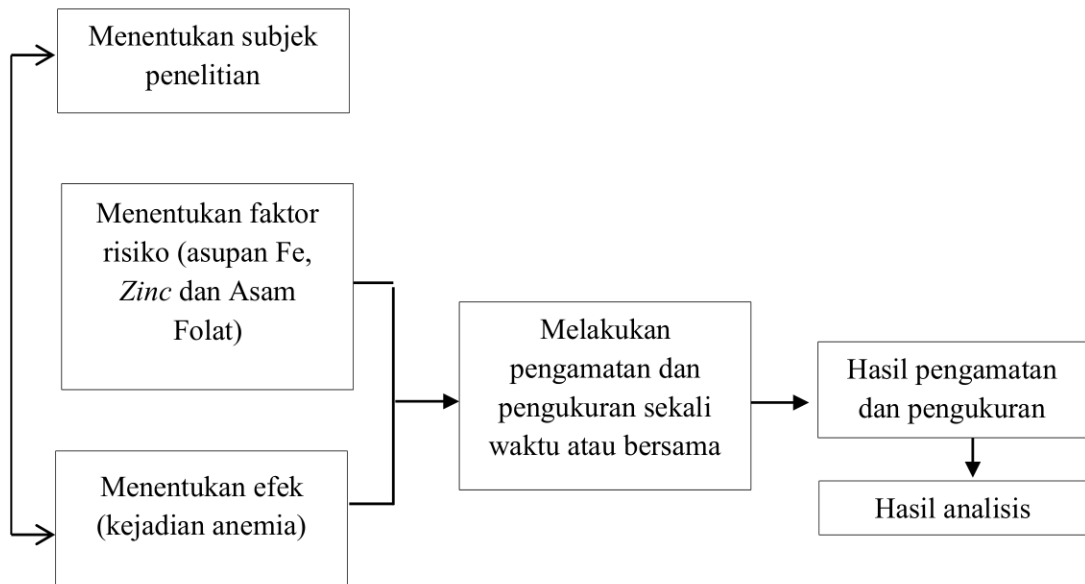 Menentukan subjek
penelitian
Menentukan faktor
risiko (asupan Fe,
Zinc dan Asam
Folat)
Menentukan efek
(kejadian anemia)
Melakukan
pengamatan dan
pengukuran sekali
waktu atau bersama
Hasil pengamatan
dan pengukuran
Hasil analisis